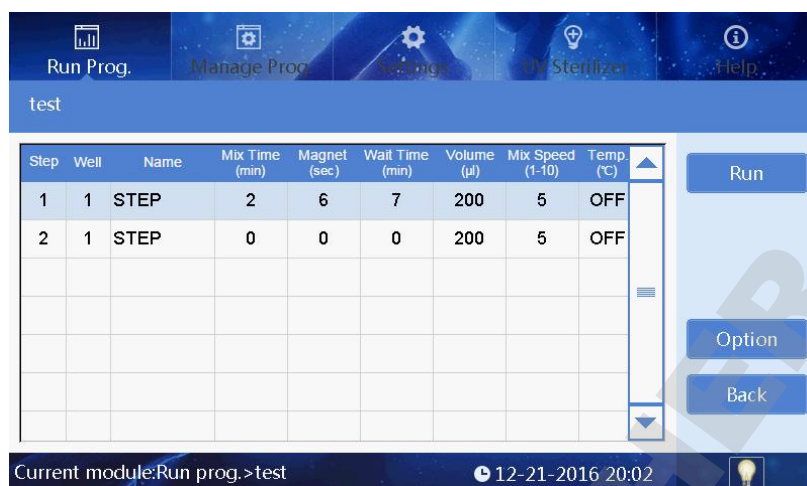 Run Prog. Manage Prog. Settings UV Sterilizer Help
test
Step Well Name Mix Time (min) Magnet (sec) Wait Time (min) Volume (μl) Mix Speed (1-10) Temp. (℃)
1 1 STEP 2 6 7 200 5 OFF
2 1 STEP 0 0 0 200 5 OFF
Run
Option
Back
Current module:Run prog.>test 12-21-2016 20:02